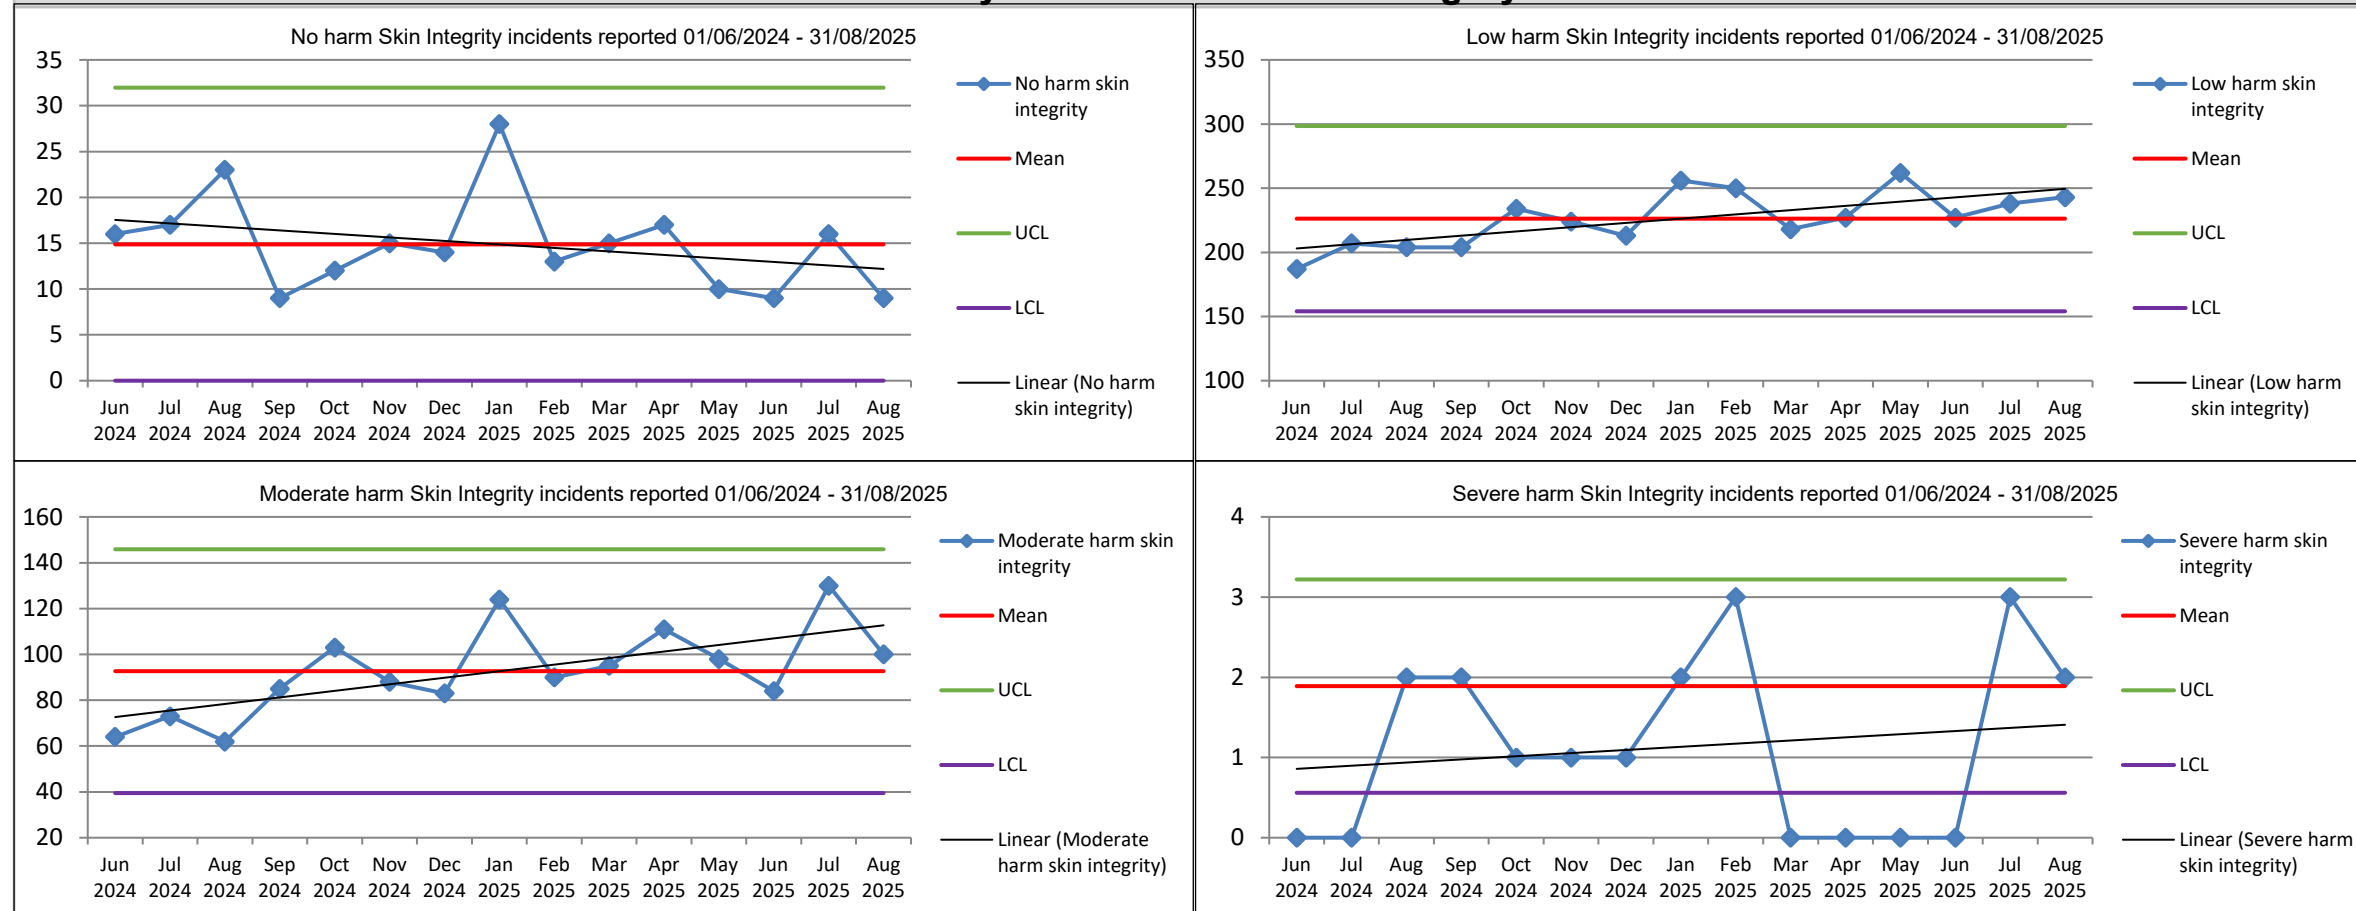 No harm Skin Integrity incidents reported 01/06/2024 - 31/08/2025
35
30
25
20
15
10
5
0
Jun Jul Aug Sep Oct Nov Dec Jan Feb Mar Apr May Jun Jul Aug
2024 2024 2024 2024 2024 2024 2024 2025 2025 2025 2025 2025 2025 2025 2025
No harm skin
integrity
Mean
UCL
LCL
Linear (No harm
skin integrity)
Low harm Skin Integrity incidents reported 01/06/2024 - 31/08/2025
350
300
250
200
150
100
Jun Jul Aug Sep Oct Nov Dec Jan Feb Mar Apr May Jun Jul Aug
2024 2024 2024 2024 2024 2024 2024 2025 2025 2025 2025 2025 2025 2025 2025
Low harm skin
integrity
Mean
UCL
LCL
Linear (Low harm
skin integrity)
Moderate harm Skin Integrity incidents reported 01/06/2024 - 31/08/2025
160
140
120
100
80
60
40
20
Jun Jul Aug Sep Oct Nov Dec Jan Feb Mar Apr May Jun Jul Aug
2024 2024 2024 2024 2024 2024 2024 2025 2025 2025 2025 2025 2025 2025 2025
Moderate harm skin
integrity
Mean
UCL
LCL
Linear (Moderate
harm skin integrity)
Severe harm Skin Integrity incidents reported 01/06/2024 - 31/08/2025
4
3
2
1
0
Jun Jul Aug Sep Oct Nov Dec Jan Feb Mar Apr May Jun Jul Aug
2024 2024 2024 2024 2024 2024 2024 2025 2025 2025 2025 2025 2025 2025 2025
Severe harm skin
integrity
Mean
UCL
LCL
Linear (Severe harm
skin integrity)